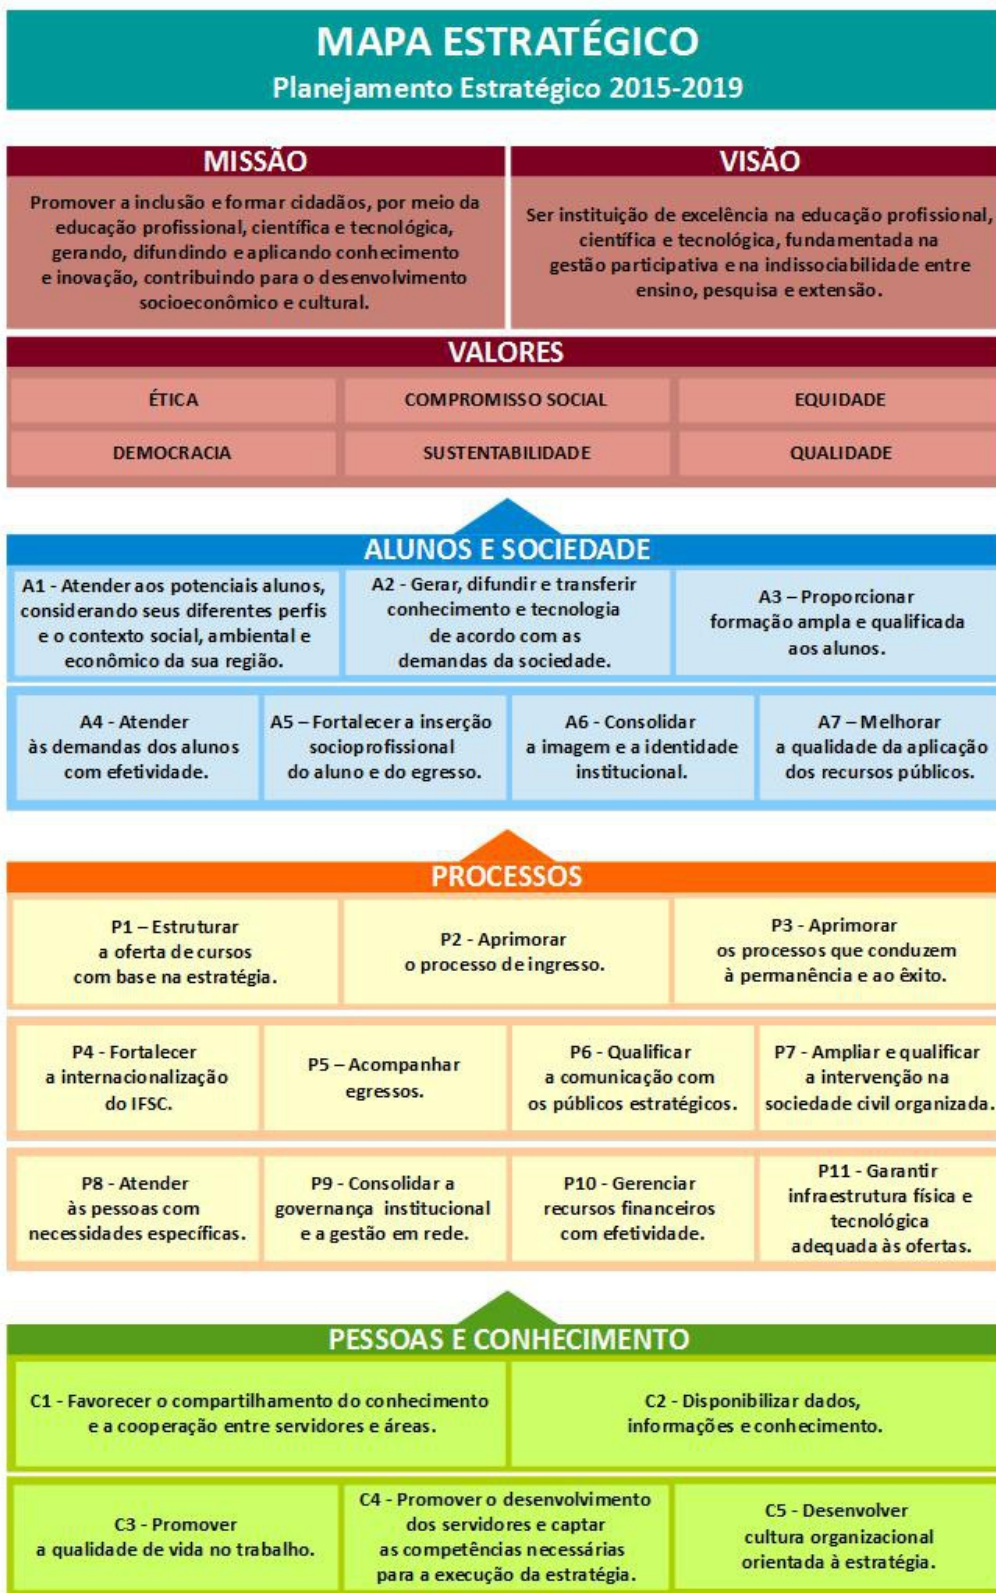 MAPA ESTRATÉGICO
Planejamento Estratégico 2015-2019
MISSÃO
Promover a inclusão e formar cidadãos, por meio da
educação profissional, científica e tecnológica,
gerando, difundindo e aplicando conhecimento
e inovação, contribuindo para o desenvolvimento
socioeconômico e cultural.
VISÃO
Ser instituição de excelência na educação profissional,
científica e tecnológica, fundamentada na
gestão participativa e na indissociabilidade entre
ensino, pesquisa e extensão.
VALORES
ÉTICA
COMPROMISSO SOCIAL
EQUIDADE
DEMOCRACIA
SUSTENTABILIDADE
QUALIDADE
ALUNOS E SOCIEDADE
A1 - Atender aos potenciais alunos,
considerando seus diferentes perfis
e o contexto social, ambiental e
econômico da sua região.
A2 - Gerar, difundir e transferir
conhecimento e tecnologia
de acordo com as
demandas da sociedade.
A3 – Proporcionar
formação ampla e qualificada
aos alunos.
A4 - Atender
às demandas dos alunos
com efetividade.
A5 – Fortalecer a inserção
socioprofissional
do aluno e do egresso.
A6 - Consolidar
a imagem e a identidade
institucional.
A7 – Melhorar
a qualidade da aplicação
dos recursos públicos.
PROCESSOS
P1 – Estruturar
a oferta de cursos
com base na estratégia.
P2 - Aprimorar
o processo de ingresso.
P3 - Aprimorar
os processos que conduzem
à permanência e ao êxito.
P4 - Fortalecer
a internacionalização
do IFSC.
P5 – Acompanhar
egressos.
P6 - Qualificar
a comunicação com
os públicos estratégicos.
P7 - Ampliar e qualificar
a intervenção na
sociedade civil organizada.
P8 - Atender
às pessoas com
necessidades específicas.
P9 - Consolidar a
governança institucional
e a gestão em rede.
P10 - Gerenciar
recursos financeiros
com efetividade.
P11 - Garantir
infraestrutura física e
tecnológica
adequada às ofertas.
PESSOAS E CONHECIMENTO
C1 - Favorecer o compartilhamento do conhecimento
e a cooperação entre servidores e áreas.
C2 - Disponibilizar dados,
informações e conhecimento.
C3 - Promover
a qualidade de vida no trabalho.
C4 - Promover o desenvolvimento
dos servidores e captar
as competências necessárias
para a execução da estratégia.
C5 - Desenvolver
cultura organizacional
orientada à estratégia.